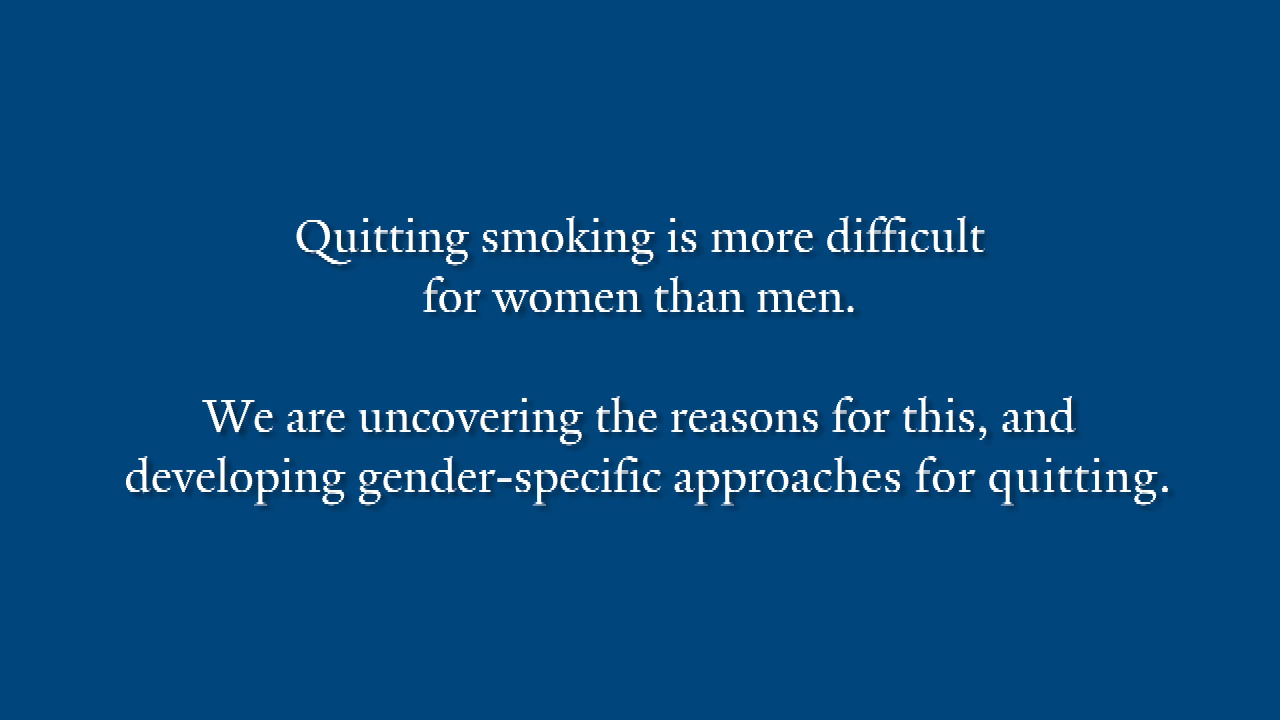 Quitting smoking is more difficult
for women than men.
We are uncovering the reasons for this, and
developing gender-specific approaches for quitting.